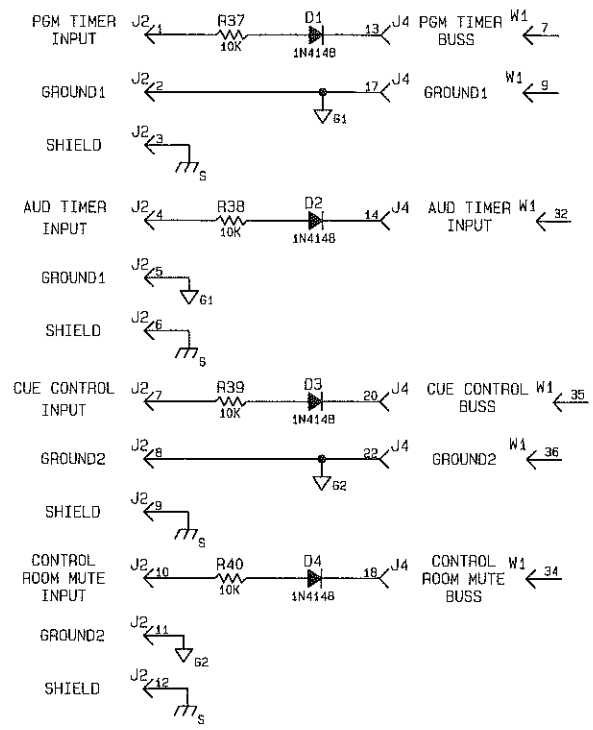 PGM TIMER INPUT J2 1 R37 10K D1 1N4148 13 J4 PGM TIMER BUSS W1 7
GROUND1 J2 2 G1 17 J4 GROUND1 W1 9
SHIELD J2 3 S
AUD TIMER INPUT J2 4 R38 10K D2 1N4148 14 J4 AUD TIMER INPUT W1 32
GROUND1 J2 5 G1
SHIELD J2 6 S
CUE CONTROL INPUT J2 7 R39 10K D3 1N4148 20 J4 CUE CONTROL BUSS W1 35
GROUND2 J2 8 G2 22 J4 GROUND2 W1 36
SHIELD J2 9 S
CONTROL ROOM MUTE INPUT J2 10 R40 10K D4 1N4148 18 J4 CONTROL ROOM MUTE BUSS W1 34
GROUND2 J2 11 G2
SHIELD J2 12 S